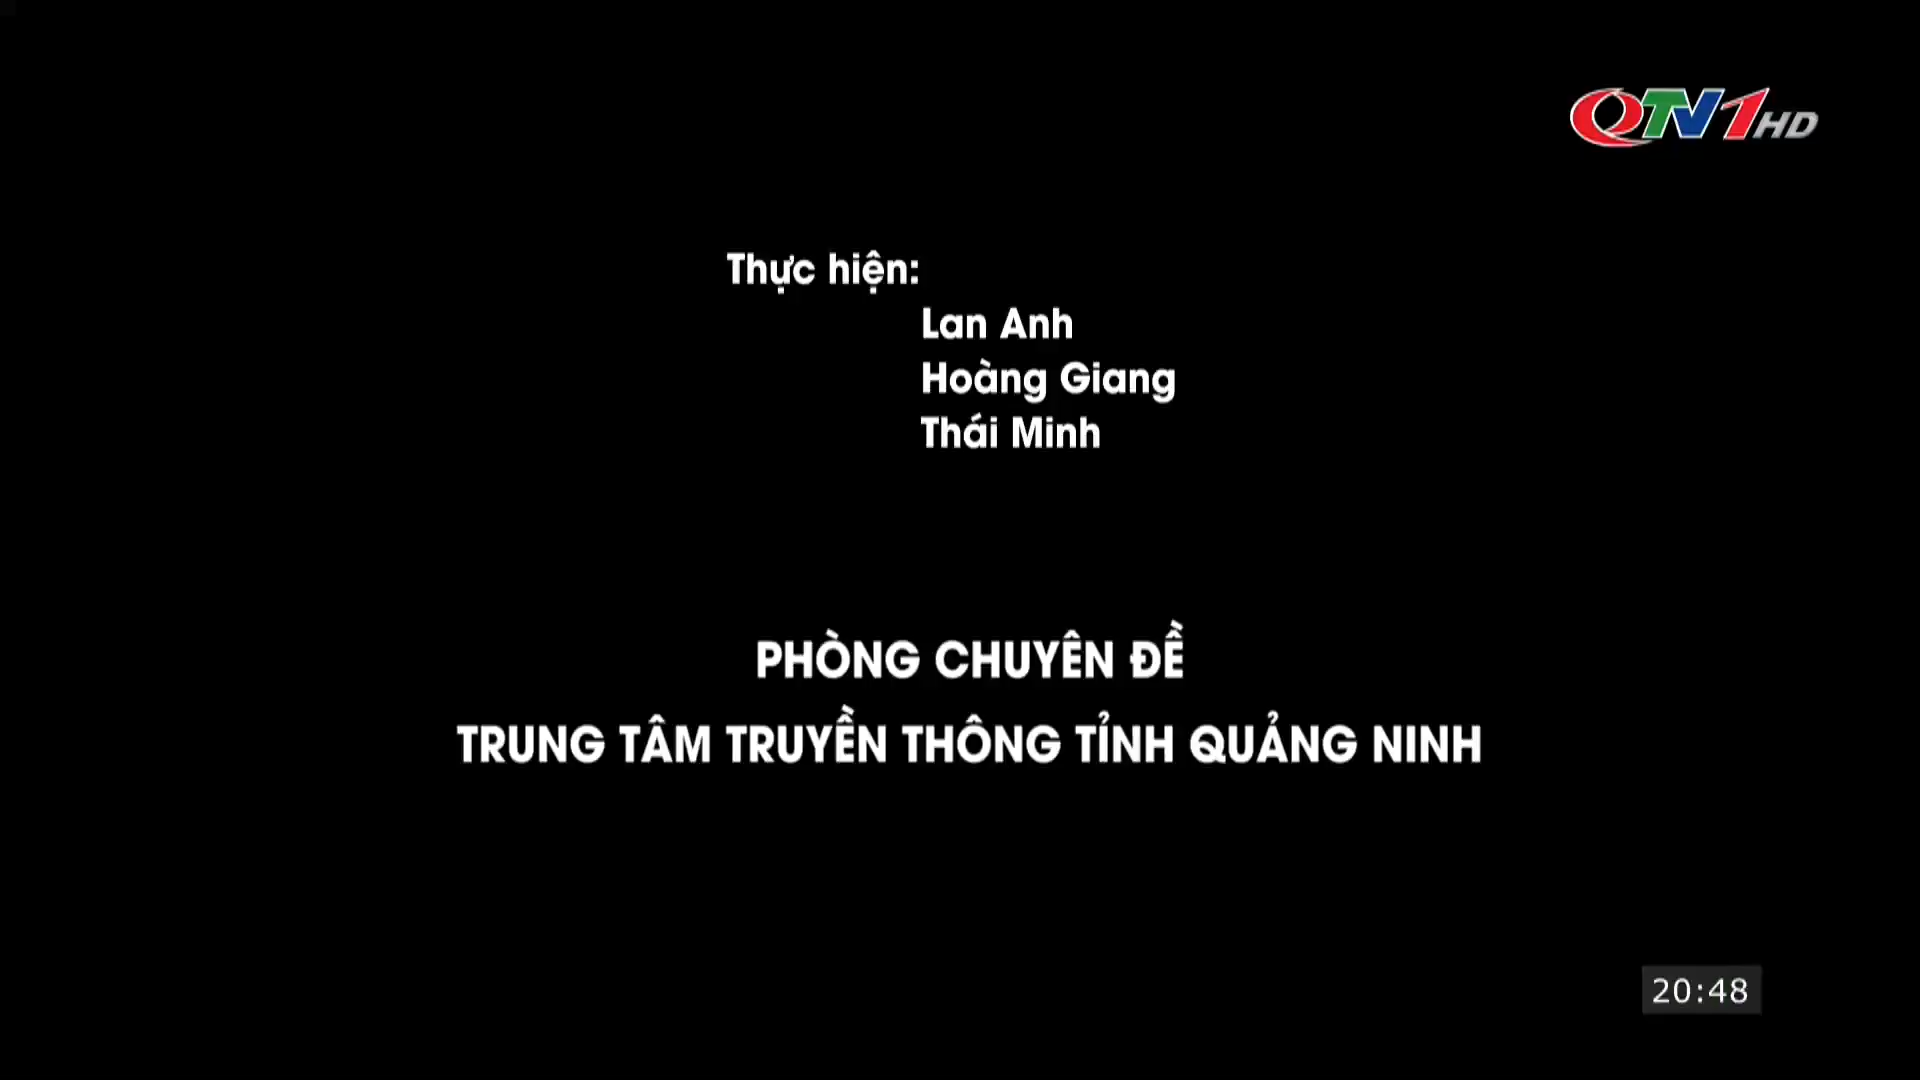 QTV1HD
Thực hiện:
Lan Anh
Hoàng Giang
Thái Minh
PHÒNG CHUYÊN ĐỀ
TRUNG TÂM TRUYỀN THÔNG TỈNH QUẢNG NINH
20:48